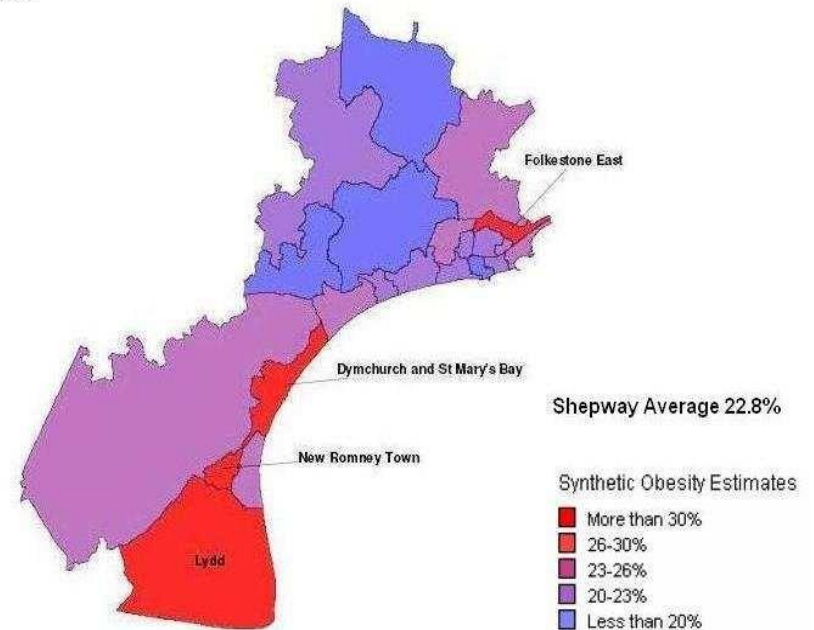 Folkestone East
Dymchurch and St Mary's Bay
Shepway Average 22.8%
New Romney Town
Lydd
Synthetic Obesity Estimates
More than 30%
26-30%
23-26%
20-23%
Less than 20%